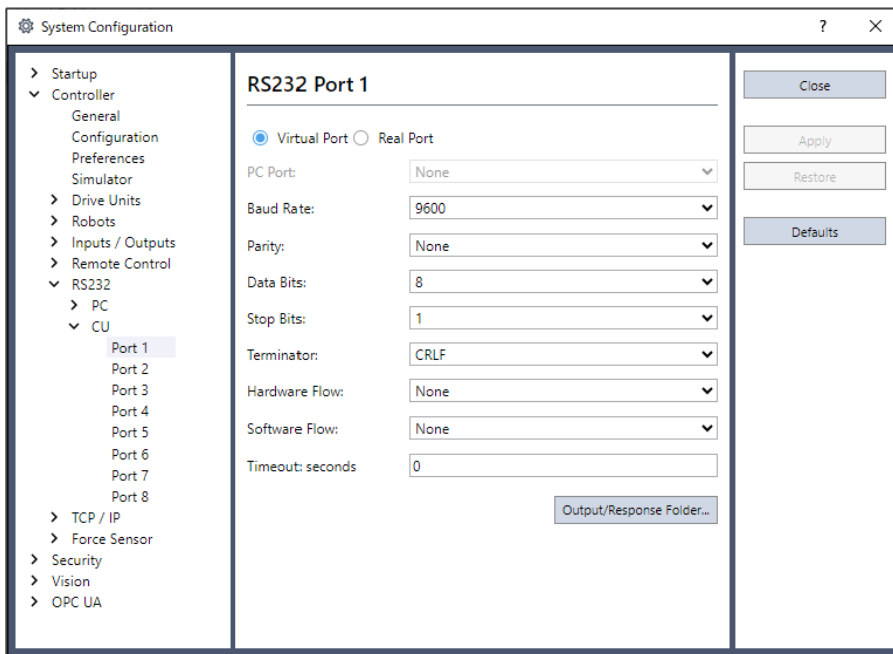 System Configuration
?
Startup
Controller
General
Configuration
Preferences
Simulator
Drive Units
Robots
Inputs / Outputs
Remote Control
RS232
PC
CU
Port 1
Port 2
Port 3
Port 4
Port 5
Port 6
Port 7
Port 8
TCP / IP
Force Sensor
Security
Vision
OPC UA
RS232 Port 1
Virtual Port Real Port
PC Port: None
Baud Rate: 9600
Parity: None
Data Bits: 8
Stop Bits: 1
Terminator: CRLF
Hardware Flow: None
Software Flow: None
Timeout: seconds 0
Output/Response Folder...
Close
Apply
Restore
Defaults